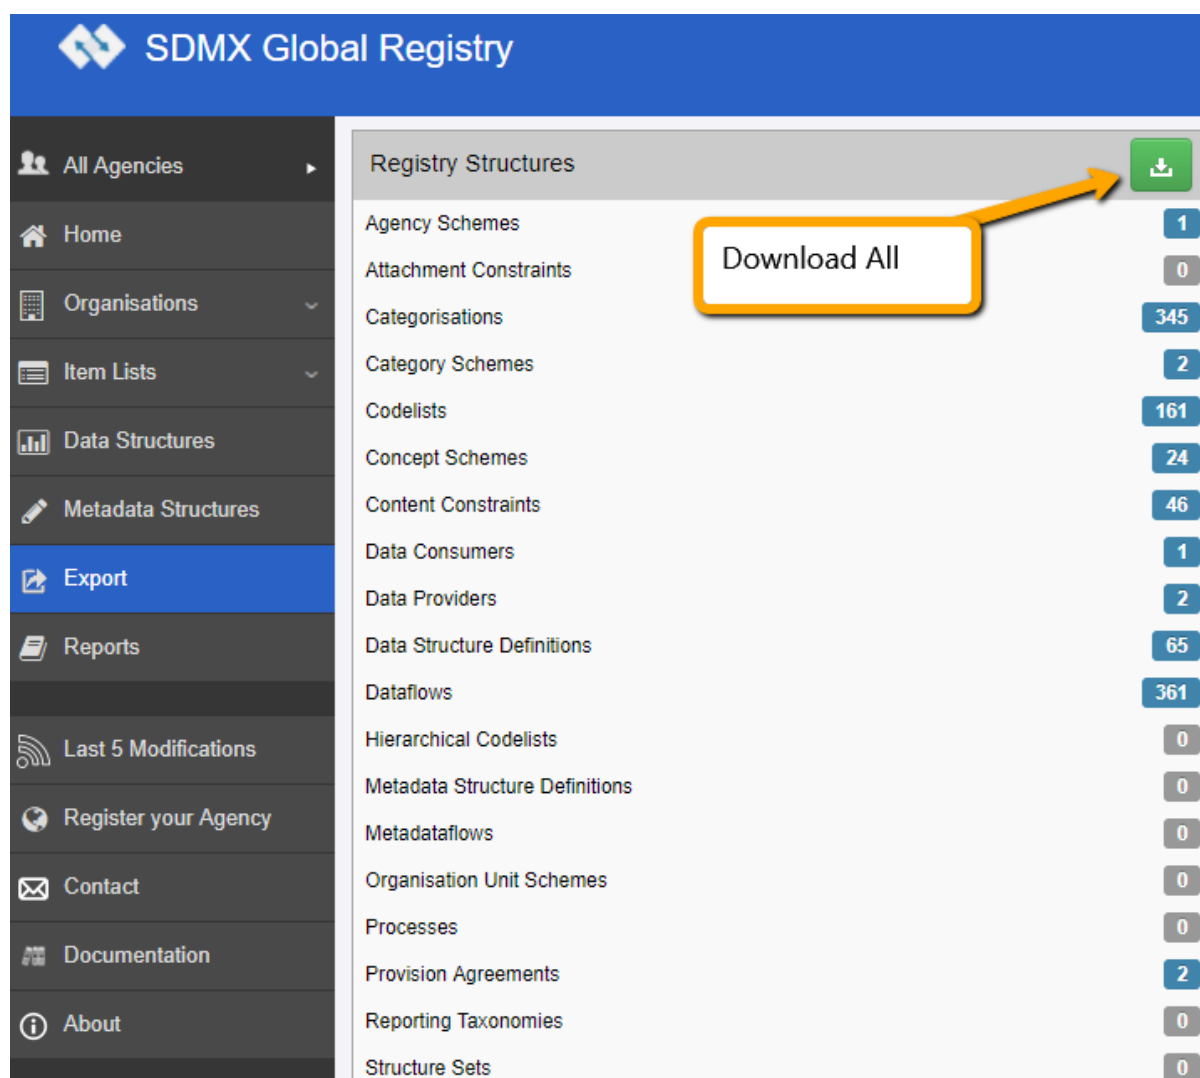 SDMX Global Registry
All Agencies
Home
Organisations
Item Lists
Data Structures
Metadata Structures
Export
Reports
Last 5 Modifications
Register your Agency
Contact
Documentation
About
Registry Structures
Download All
Agency Schemes 1
Attachment Constraints 0
Categorisations 345
Category Schemes 2
Codelists 161
Concept Schemes 24
Content Constraints 46
Data Consumers 1
Data Providers 2
Data Structure Definitions 65
Dataflows 361
Hierarchical Codelists 0
Metadata Structure Definitions 0
Metadataflows 0
Organisation Unit Schemes 0
Processes 0
Provision Agreements 2
Reporting Taxonomies 0
Structure Sets 0